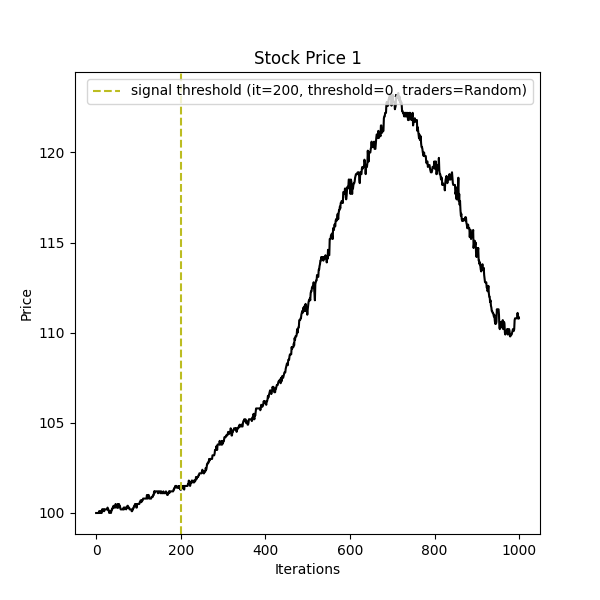 Stock Price 1
signal threshold (it=200, threshold=0, traders=Random)
120
115
110
105
100
Price
0 200 400 600 800 1000
Iterations